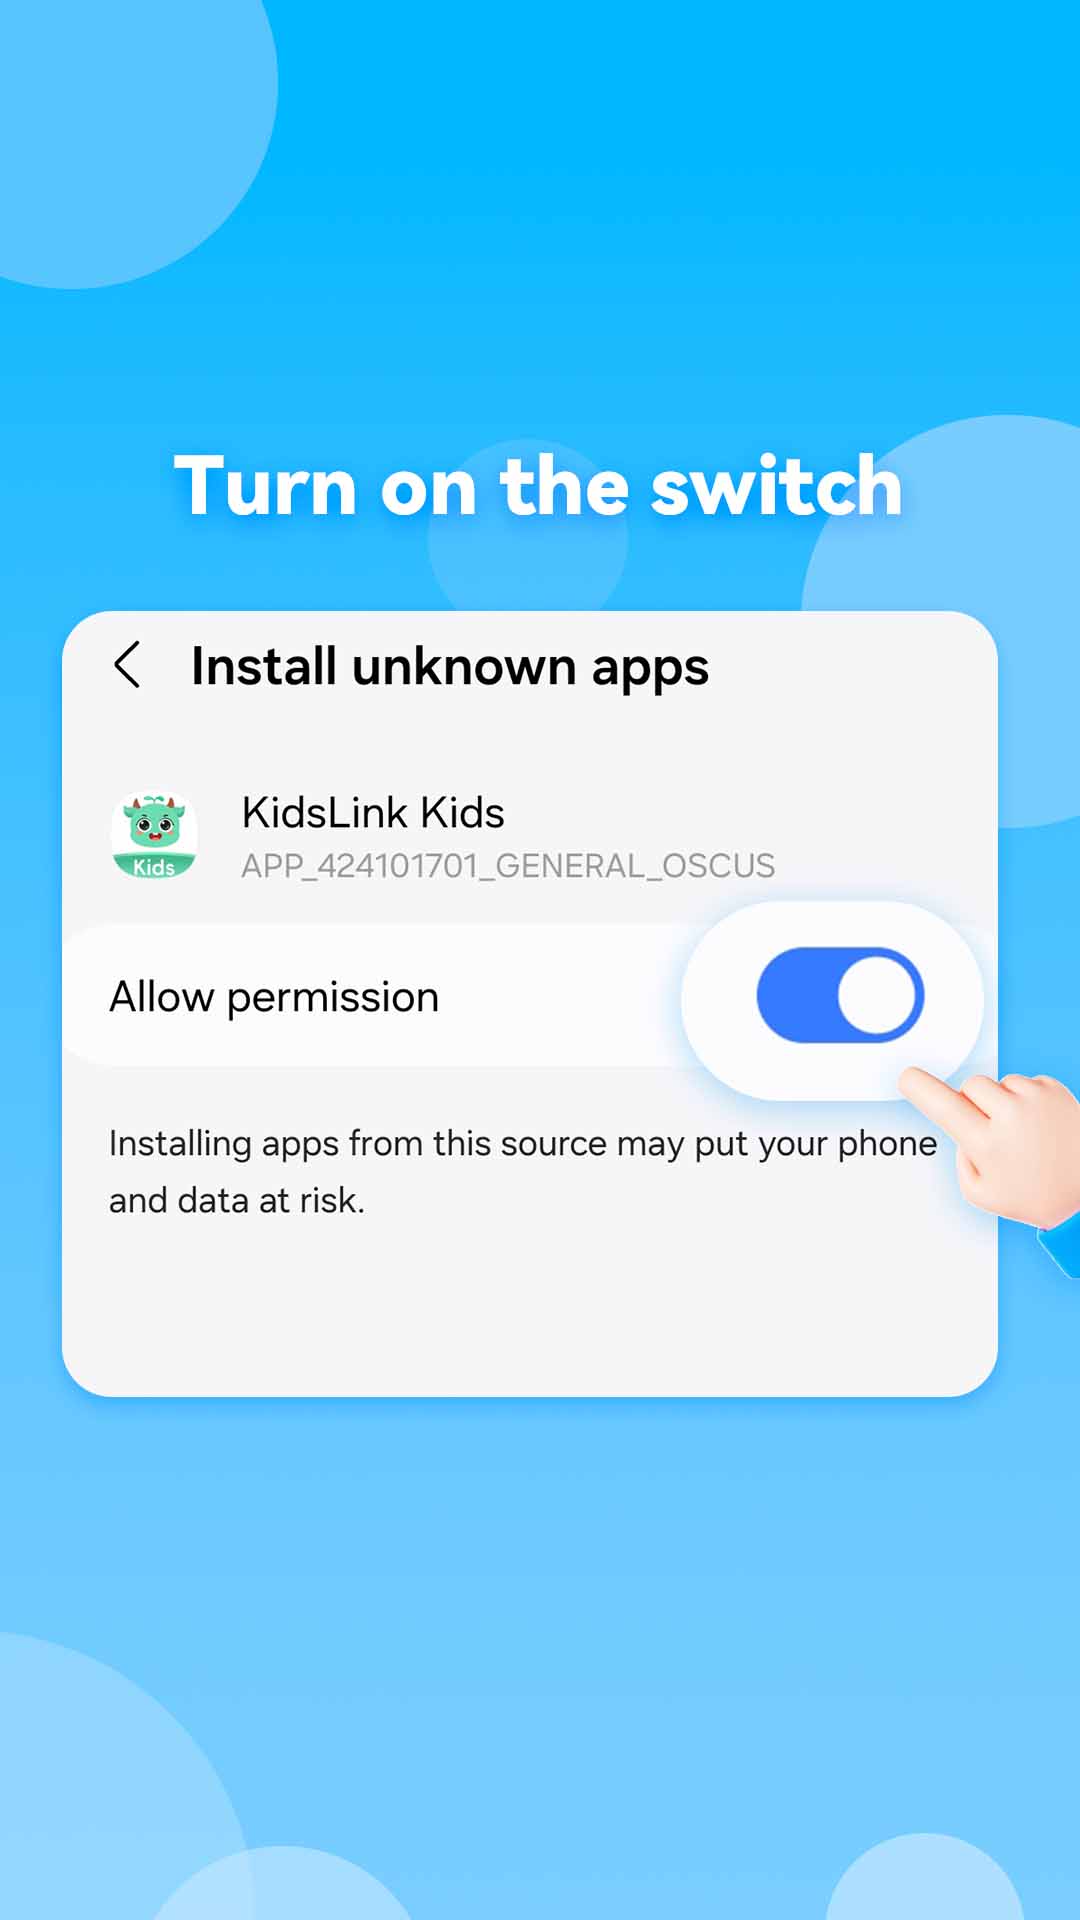 Turn on the switch
Install unknown apps
KidsLink Kids
Kids
APP_424101701_GENERAL_OSCUS
Allow permission
Installing apps from this source may put your phone
and data at risk.